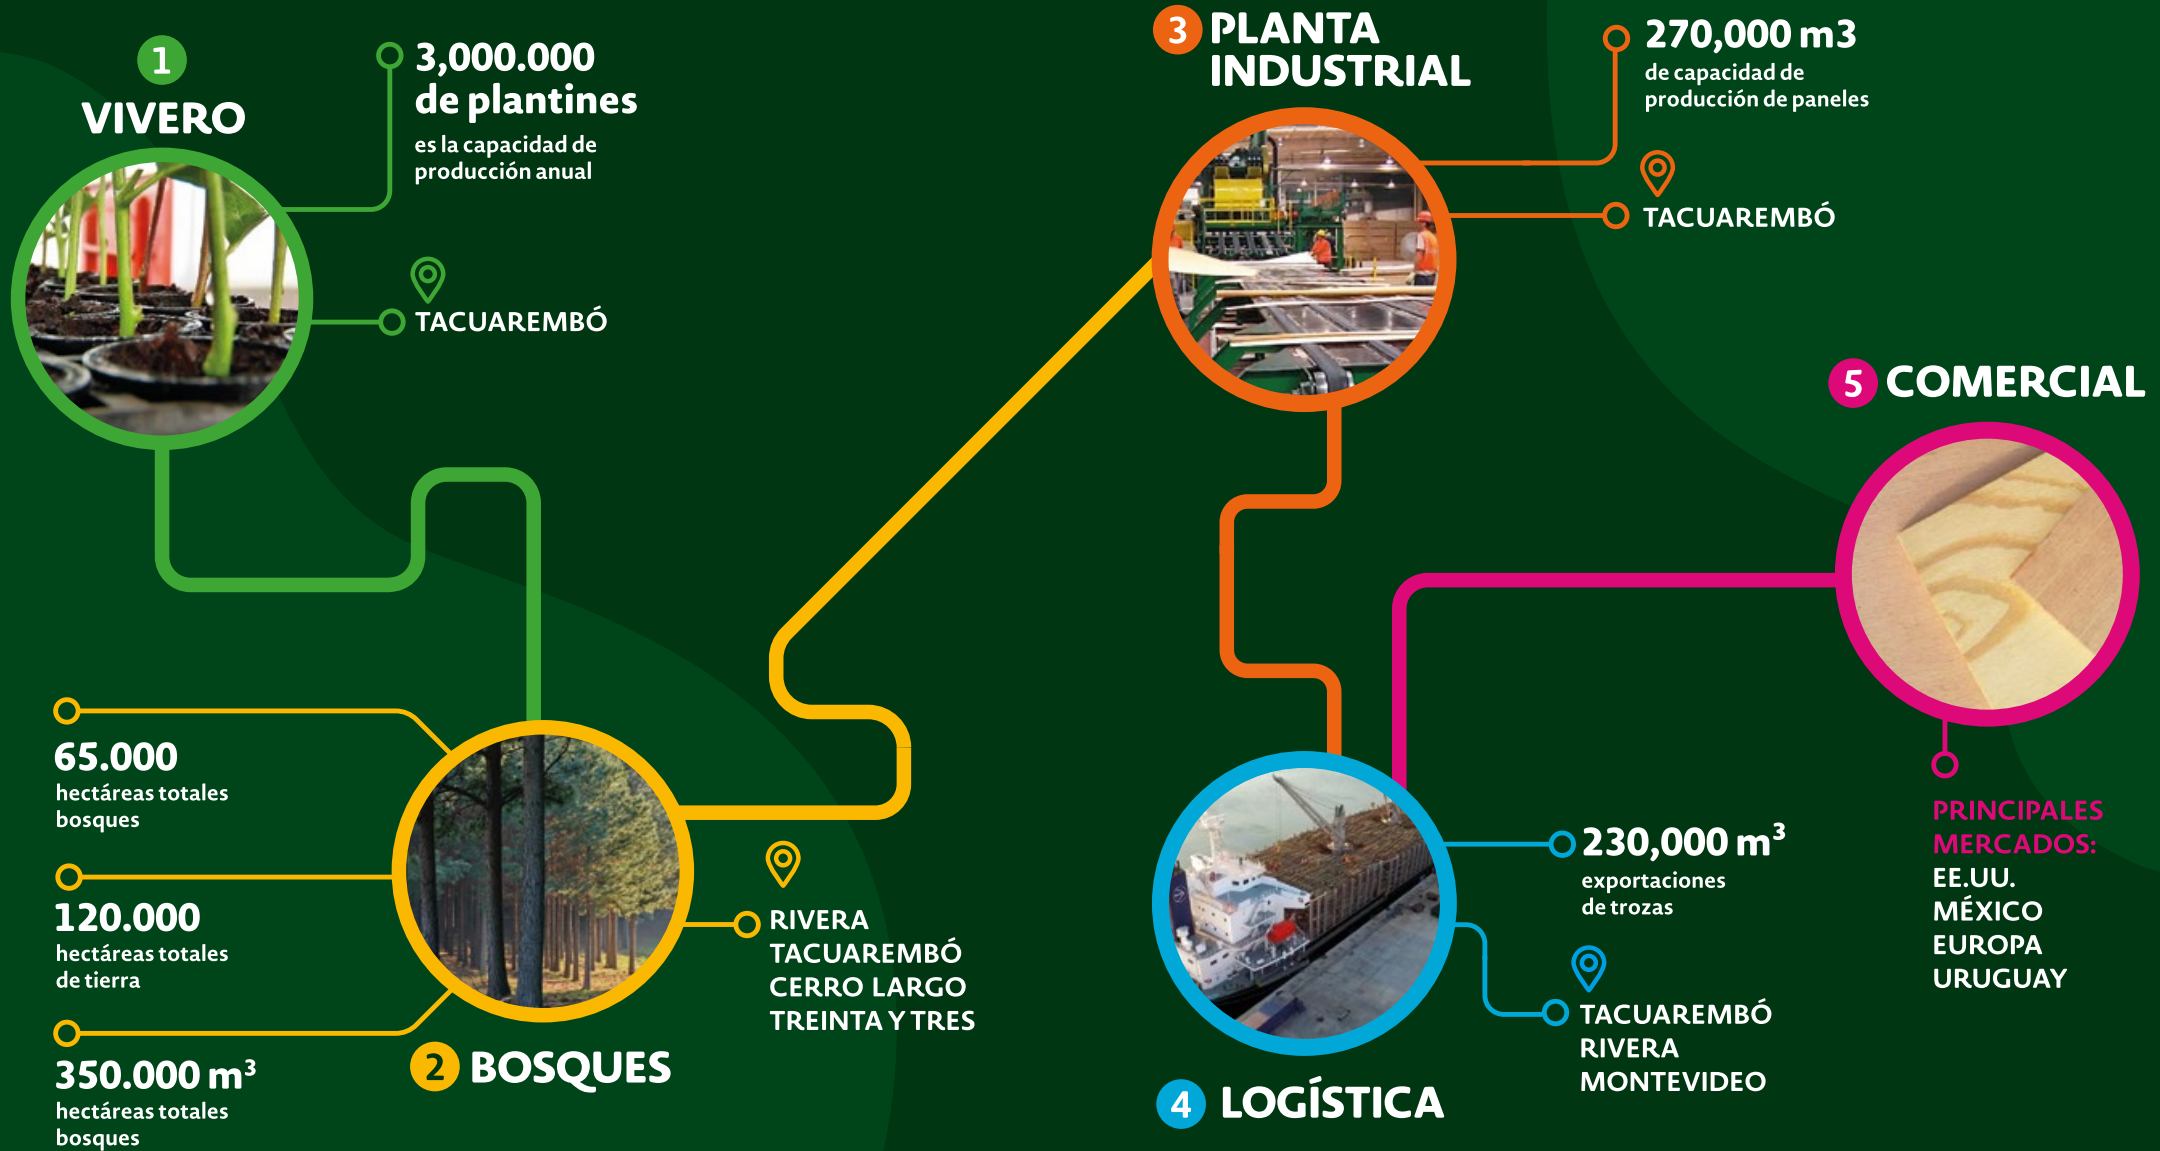 1
VIVERO
3,000.000
de plantines
es la capacidad de
producción anual
TACUAREMBÓ
65.000
hectáreas totales
bosques
120.000
hectáreas totales
de tierra
350.000 m³
hectáreas totales
bosques
2 BOSQUES
RIVERA
TACUAREMBÓ
CERRO LARGO
TREINTA Y TRES
3 PLANTA
INDUSTRIAL
270,000 m3
de capacidad de
producción de paneles
TACUAREMBÓ
4 LOGÍSTICA
230,000 m³
exportaciones
de trozas
TACUAREMBÓ
RIVERA
MONTEVIDEO
5 COMERCIAL
PRINCIPALES
MERCADOS:
EE.UU.
MÉXICO
EUROPA
URUGUAY